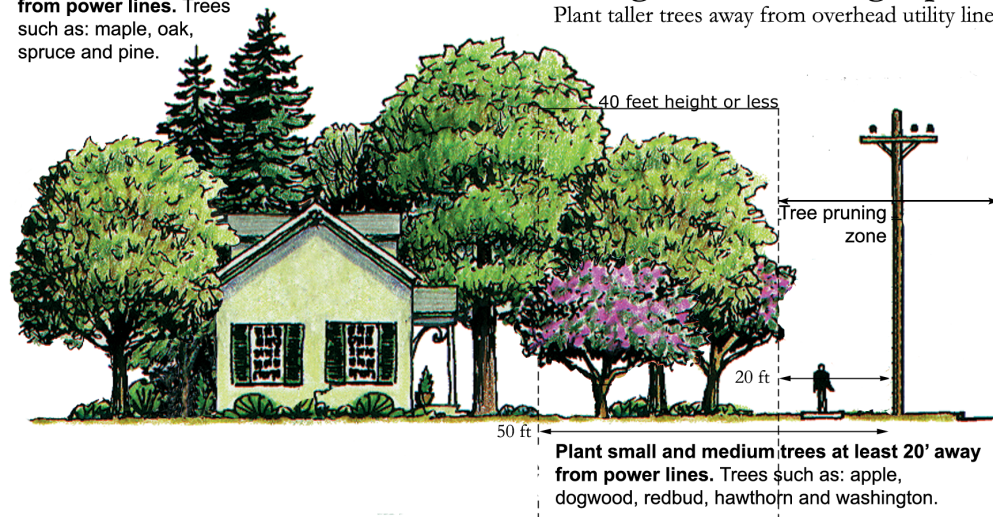 from power lines. Trees
such as: maple, oak,
spruce and pine.
Plant taller trees away from overhead utility line
40 feet height or less
Tree pruning
zone
20 ft
50 ft
Plant small and medium trees at least 20’ away
from power lines. Trees such as: apple,
dogwood, redbud, hawthorn and washington.